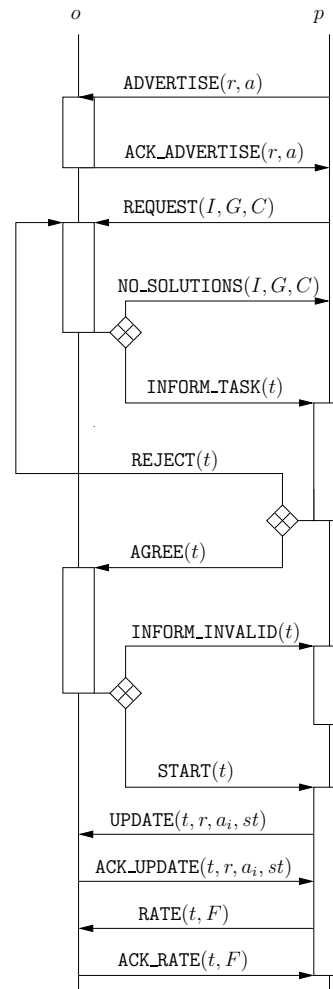 o p
ADVERTISE(r, a)
ACK_ADVERTISE(r, a)
REQUEST(I, G, C)
NO_SOLUTIONS(I, G, C)
INFORM_TASK(t)
REJECT(t)
AGREE(t)
INFORM_INVALID(t)
START(t)
UPDATE(t, r, a_i, st)
ACK_UPDATE(t, r, a_i, st)
RATE(t, F)
ACK_RATE(t, F)